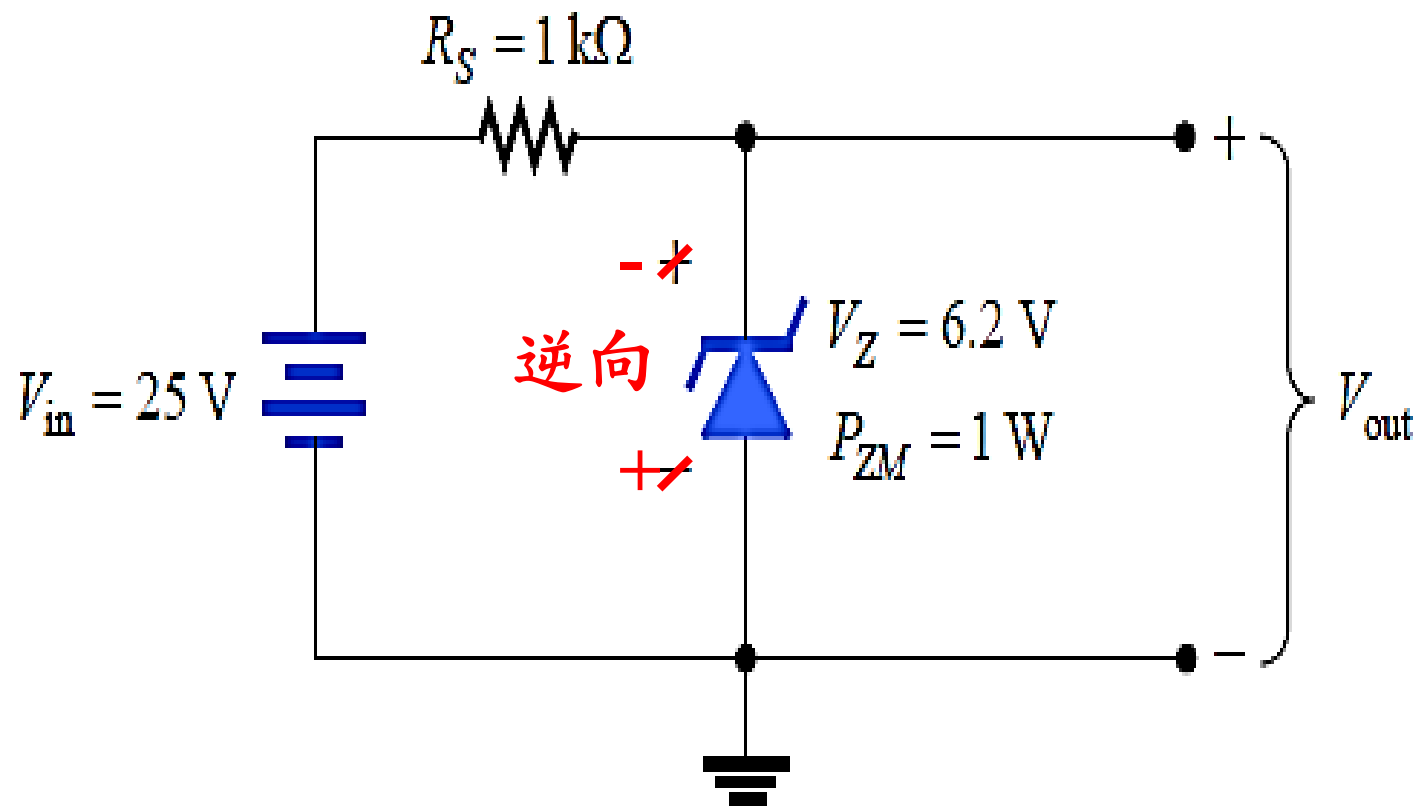 R_S = 1 kΩ
+
- +
逆向
V_Z = 6.2 V
V_in = 25 V
V_out
P_ZM = 1 W
+ -
-